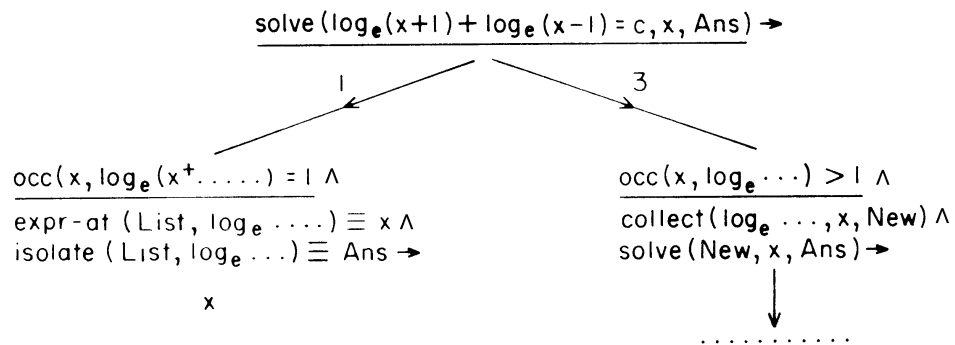 solve(logₑ(x+1)+logₑ(x-1)=c,x,Ans)→
1
3
occ(x,logₑ(x⁺.....)=1 ∧
expr-at (List, logₑ ....) ≡ x ∧
isolate (List, logₑ ...) ≡ Ans →
x
occ(x,logₑ...) > 1 ∧
collect(logₑ ...,x,New) ∧
solve(New, x, Ans) →
...........